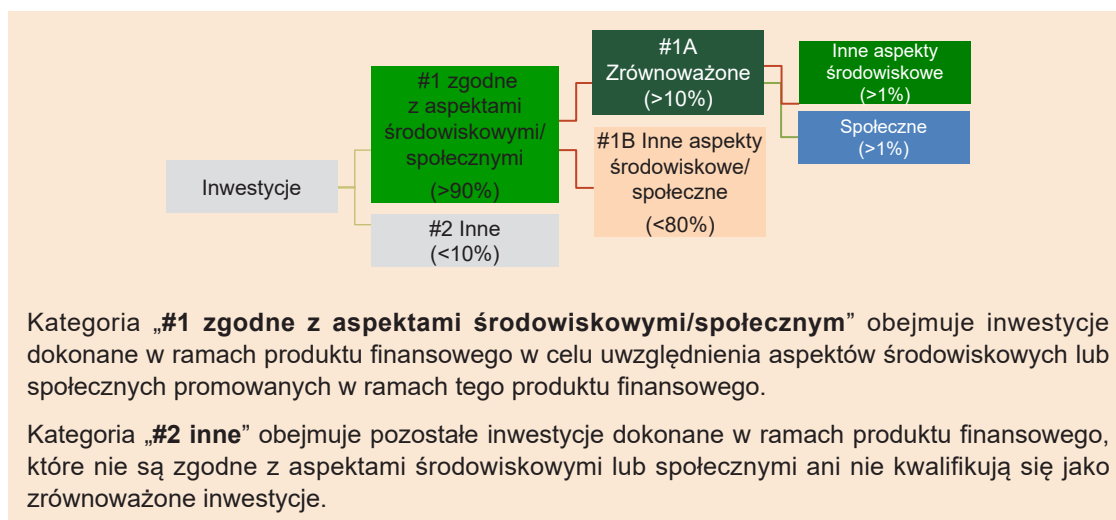 Inwestycje
#1 zgodne
z aspektami
środowiskowymi/
społecznymi
(>90%)
#2 Inne
(<10%)
#1A
Zrównoważone
(>10%)
#1B Inne aspekty
środowiskowe/
społeczne
(<80%)
Inne aspekty
środowiskowe
(>1%)
Społeczne
(>1%)
Kategoria „#1 zgodne z aspektami środowiskowymi/społecznym” obejmuje inwestycje
dokonane w ramach produktu finansowego w celu uwzględnienia aspektów środowiskowych lub
społecznych promowanych w ramach tego produktu finansowego.
Kategoria „#2 inne” obejmuje pozostałe inwestycje dokonane w ramach produktu finansowego,
które nie są zgodne z aspektami środowiskowymi lub społecznymi ani nie kwalifikują się jako
zrównoważone inwestycje.